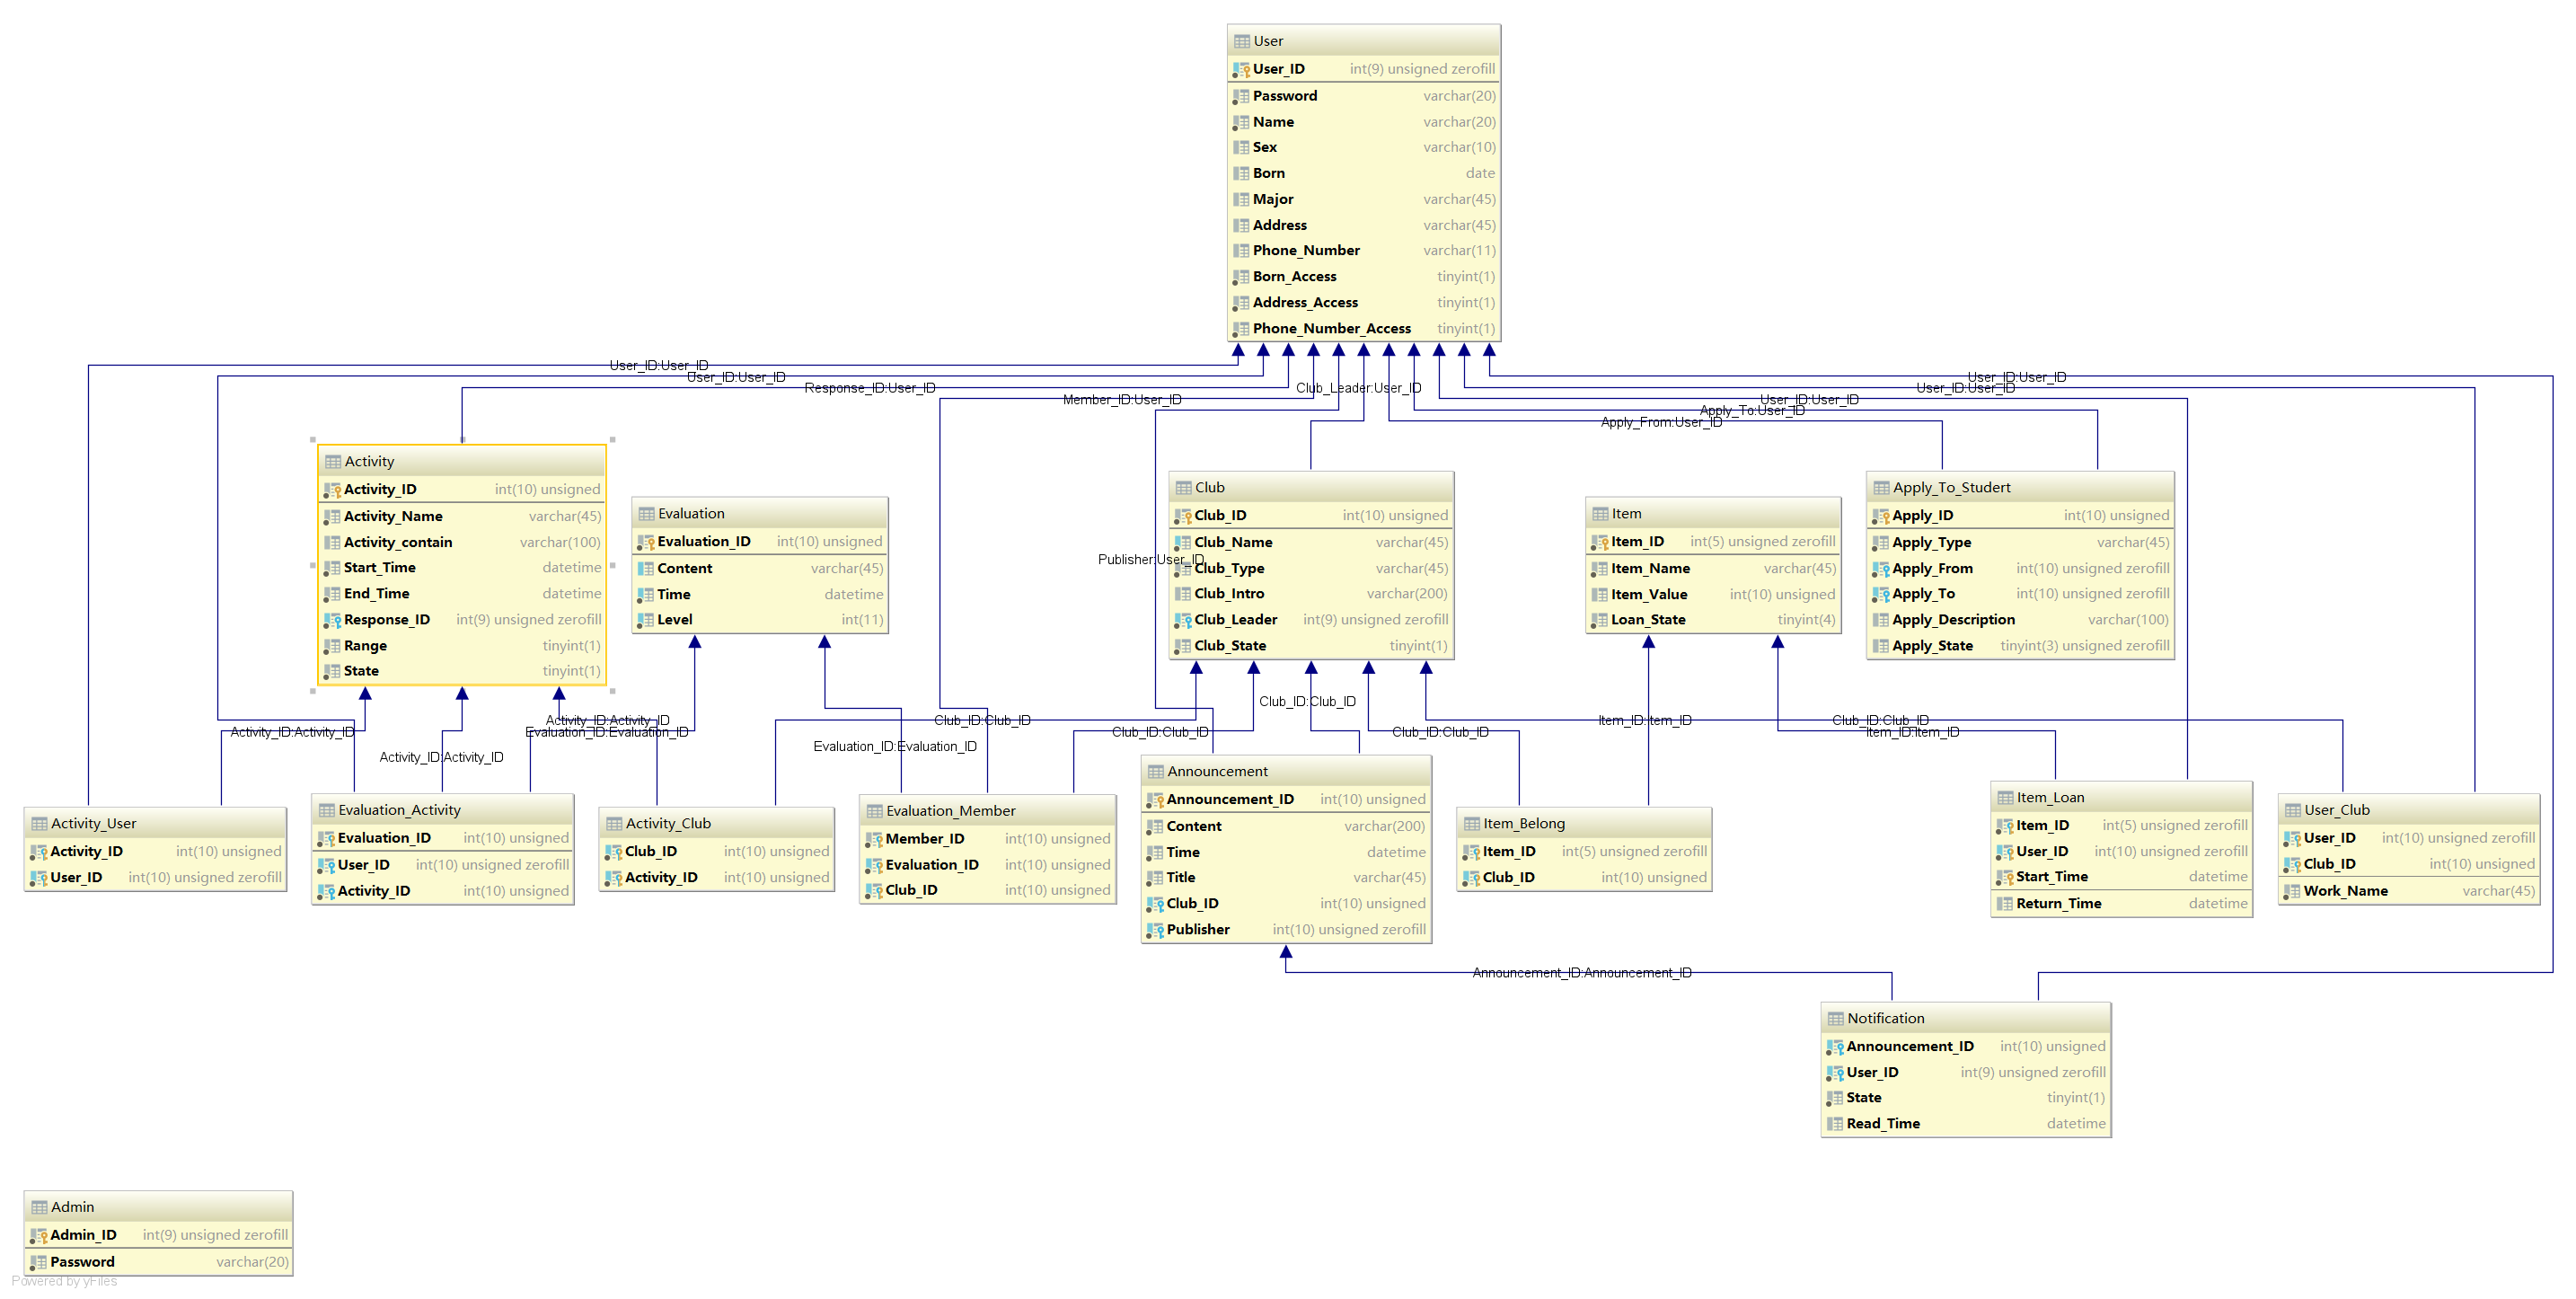 User
User_ID int(9) unsigned zerofill
Password varchar(20)
Name varchar(20)
Sex varchar(10)
Born date
Major varchar(45)
Address varchar(45)
Phone_Number varchar(11)
Born_Access tinyint(1)
Address_Access tinyint(1)
Phone_Number_Access tinyint(1)
User_ID:User_ID
User_ID:User_ID
Response_ID:User_ID
Member_ID:User_ID
Publisher:User_ID
Club_Leader:User_ID
Apply_From:User_ID
Apply_To:User_ID
User_ID:User_ID
User_ID:User_ID
User_ID:User_ID
Activity
Activity_ID int(10) unsigned
Activity_Name varchar(45)
Activity_contain varchar(100)
Start_Time datetime
End_Time datetime
Response_ID int(9) unsigned zerofill
Range tinyint(1)
State tinyint(1)
Evaluation
Evaluation_ID int(10) unsigned
Content varchar(45)
Time datetime
Level int(11)
Club
Club_ID int(10) unsigned
Club_Name varchar(45)
Club_Type varchar(45)
Club_Intro varchar(200)
Club_Leader int(9) unsigned zerofill
Club_State tinyint(1)
Item
Item_ID int(5) unsigned zerofill
Item_Name varchar(45)
Item_Value int(10) unsigned
Loan_State tinyint(4)
Apply_To_Studert
Apply_ID int(10) unsigned
Apply_Type varchar(45)
Apply_From int(10) unsigned zerofill
Apply_To int(10) unsigned zerofill
Apply_Description varchar(100)
Apply_State tinyint(3) unsigned zerofill
Activity_ID:Activity_ID
Activity_ID:Activity_ID
Activity_ID:Activity_ID
Evaluation_ID:Evaluation_ID
Evaluation_ID:Evaluation_ID
Club_ID:Club_ID
Club_ID:Club_ID
Club_ID:Club_ID
Club_ID:Club_ID
Item_ID:Item_ID
Club_ID:Club_ID
Item_ID:Item_ID
Activity_User
Activity_ID int(10) unsigned
User_ID int(10) unsigned zerofill
Evaluation_Activity
Evaluation_ID int(10) unsigned
User_ID int(10) unsigned zerofill
Activity_ID int(10) unsigned
Activity_Club
Club_ID int(10) unsigned
Activity_ID int(10) unsigned
Evaluation_Member
Member_ID int(10) unsigned
Evaluation_ID int(10) unsigned
Club_ID int(10) unsigned
Announcement
Announcement_ID int(10) unsigned
Content varchar(200)
Time datetime
Title varchar(45)
Club_ID int(10) unsigned
Publisher int(10) unsigned zerofill
Item_Belong
Item_ID int(5) unsigned zerofill
Club_ID int(10) unsigned
Item_Loan
Item_ID int(5) unsigned zerofill
User_ID int(10) unsigned zerofill
Start_Time datetime
Return_Time datetime
User_Club
User_ID int(10) unsigned zerofill
Club_ID int(10) unsigned
Work_Name varchar(45)
Announcement_ID:Announcement_ID
Notification
Announcement_ID int(10) unsigned
User_ID int(9) unsigned zerofill
State tinyint(1)
Read_Time datetime
Admin
Admin_ID int(9) unsigned zerofill
Password varchar(20)
Powered by yFiles